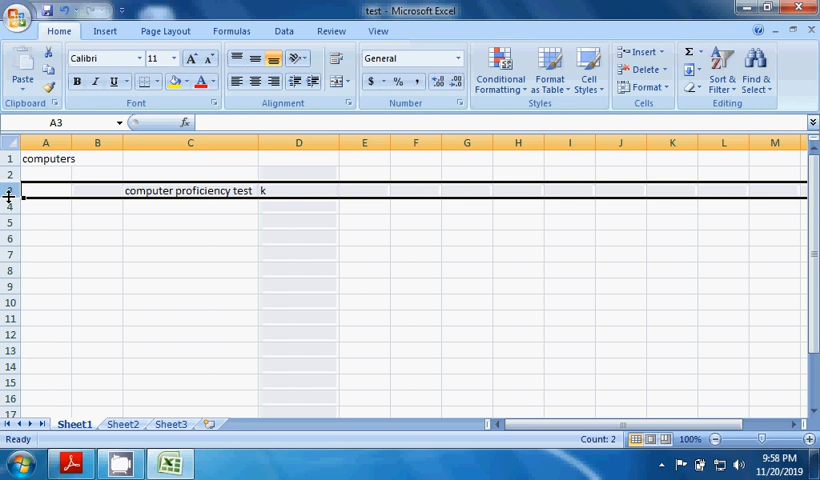 test - Microsoft Excel
Home Insert Page Layout Formulas Data Review View
Paste
Calibri 11
B I U
General
$ % ,
Conditional Formatting
Format as Table
Cell Styles
Insert
Delete
Format
Σ
Sort & Filter
Find & Select
Clipboard Font Alignment Number Styles Cells Editing
A3 fx
A B C D E F G H I J K L M
1 computers
2
3 computer proficiency test k
4
5
6
7
8
9
10
11
12
13
14
15
16
17
Sheet1 Sheet2 Sheet3
Ready Count: 2 100%
9:58 PM
11/20/2019